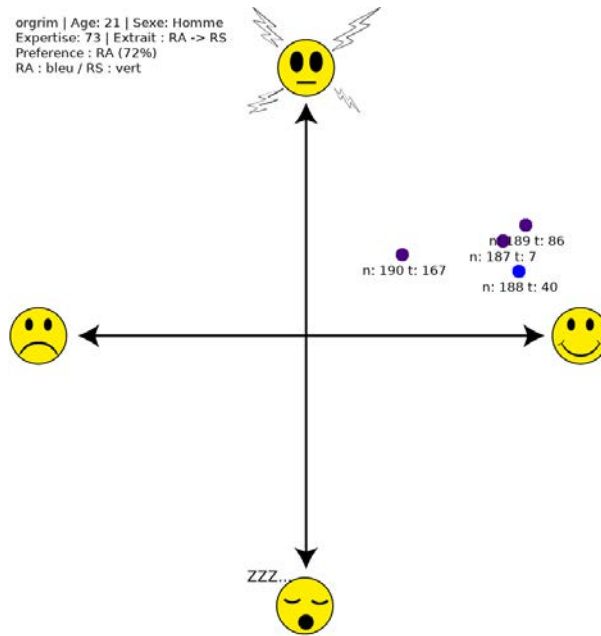 orgrim | Age: 21 | Sexe: Homme
Expertise: 73 | Extrait : RA -> RS
Preference : RA (72%)
RA : bleu / RS : vert
n: 189 t: 86
n: 187 t: 7
n: 190 t: 167
n: 188 t: 40
ZZZ...